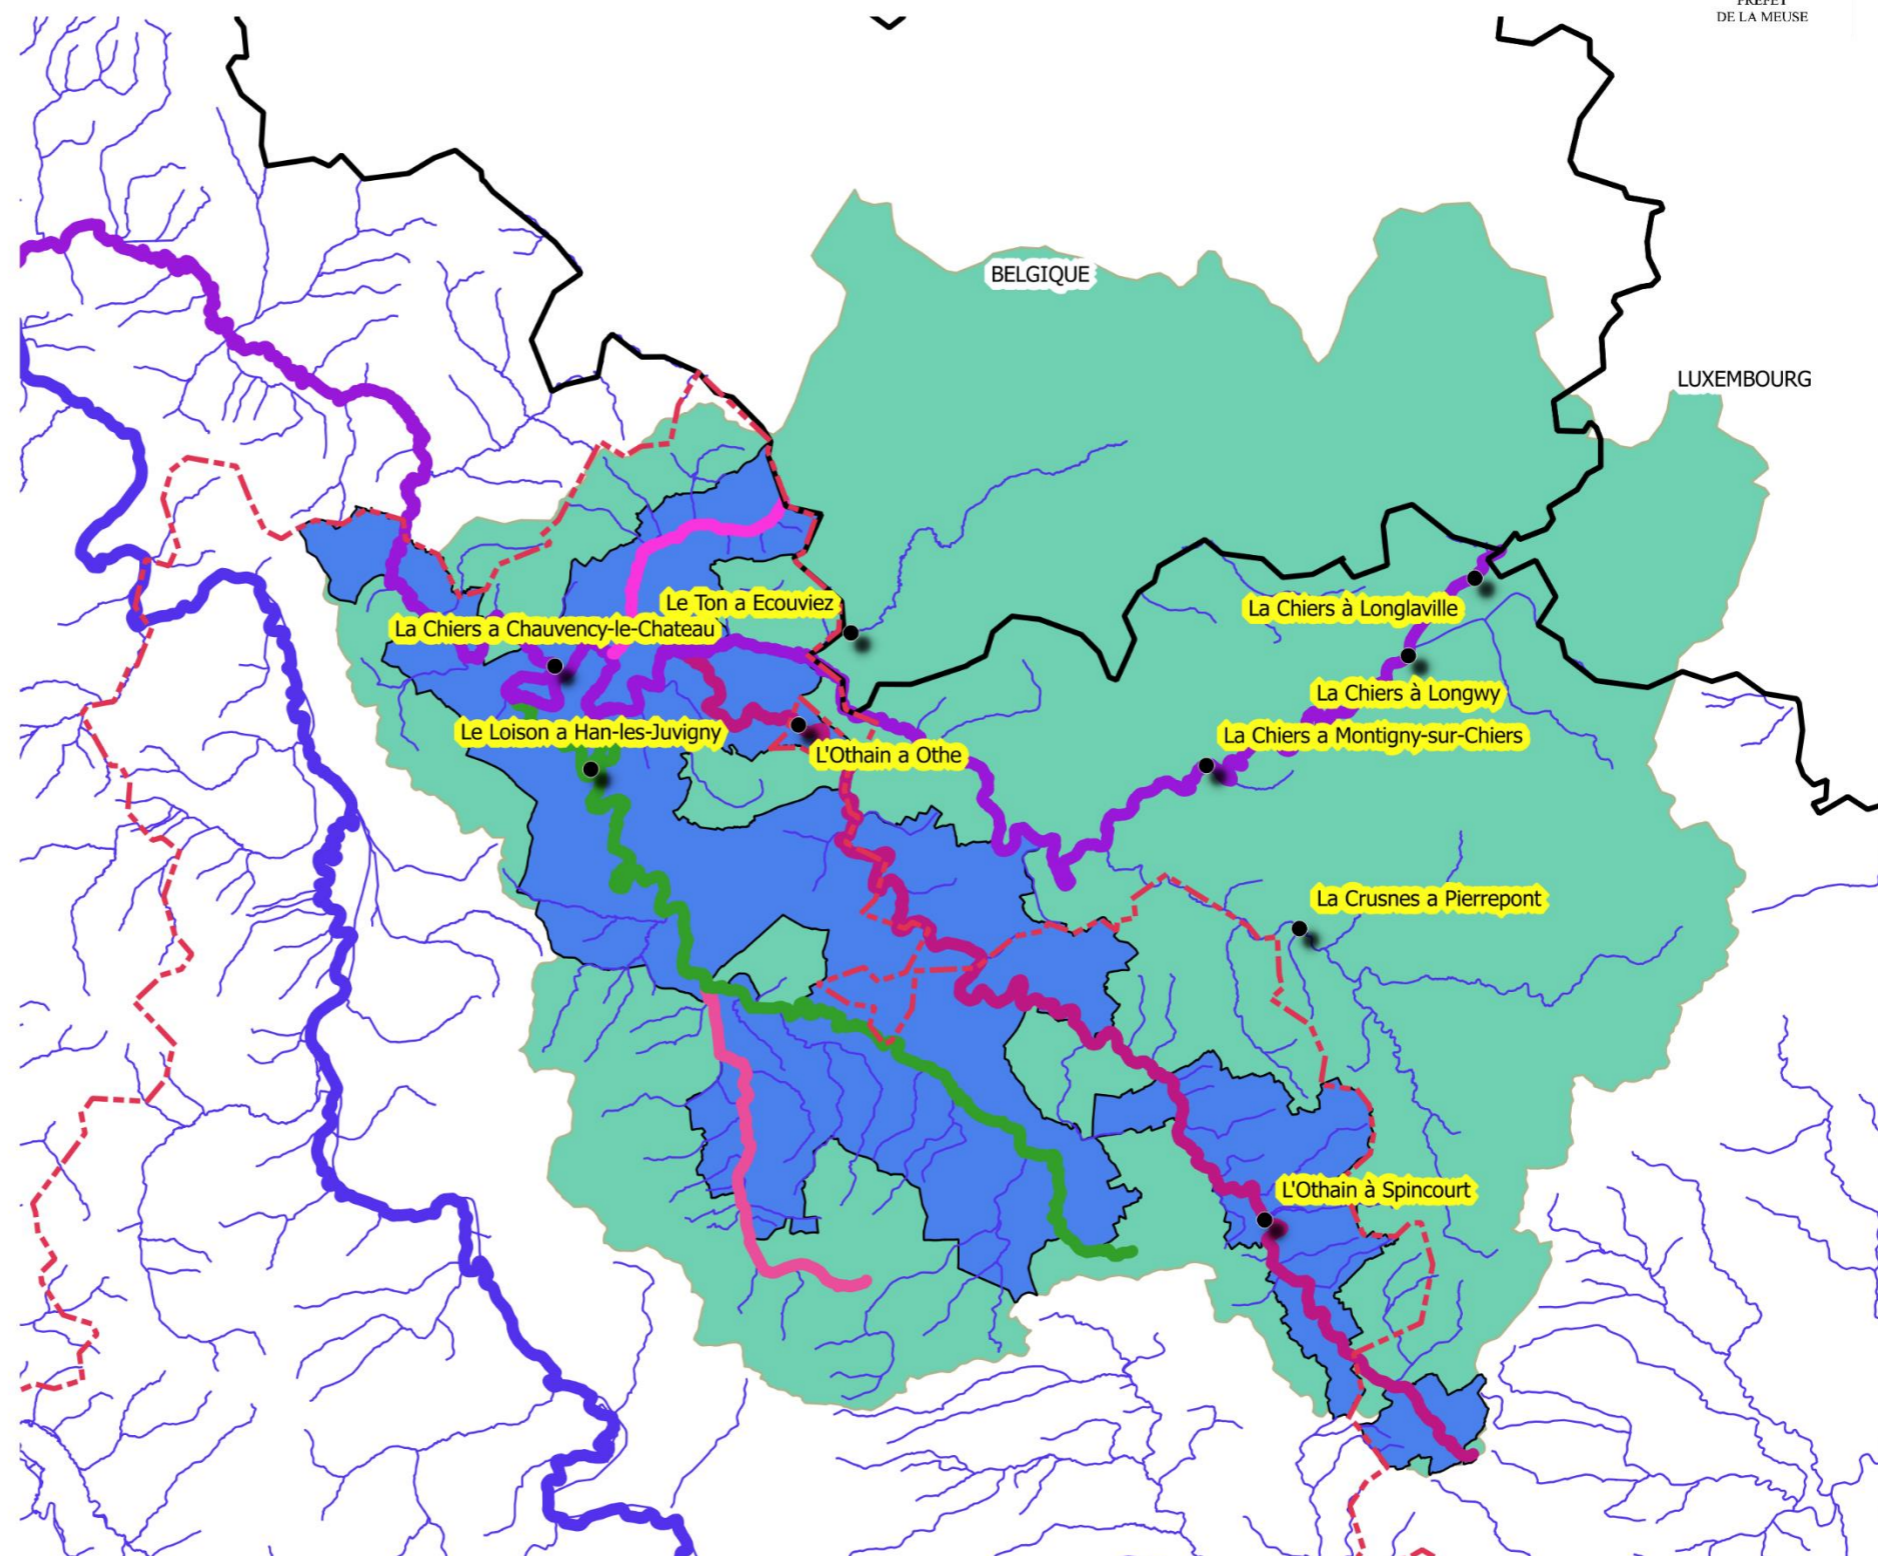 PREFET
DE LA MEUSE
BELGIQUE
LUXEMBOURG
Le Ton a Ecouviez
La Chiers à Longlaville
La Chiers a Chauvency-le-Chateau
La Chiers à Longwy
Le Loison a Han-les-Juvigny
La Chiers a Montigny-sur-Chiers
L'Othain a Othe
La Crusnes a Pierrepont
L'Othain à Spincourt